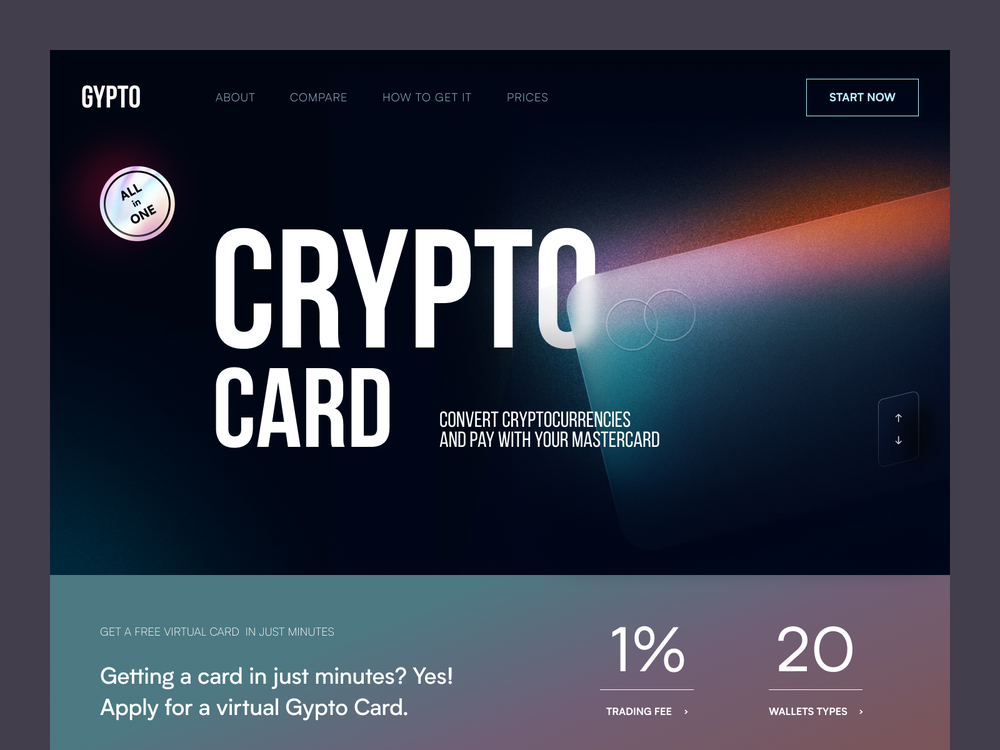 GYPTO
ABOUT
COMPARE
HOW TO GET IT
PRICES
START NOW
ALL
in
ONE
CRYPTO
CARD
CONVERT CRYPTOCURRENCIES
AND PAY WITH YOUR MASTERCARD
GET A FREE VIRTUAL CARD IN JUST MINUTES
Getting a card in just minutes? Yes!
Apply for a virtual Gypto Card.
1%
TRADING FEE
20
WALLETS TYPES